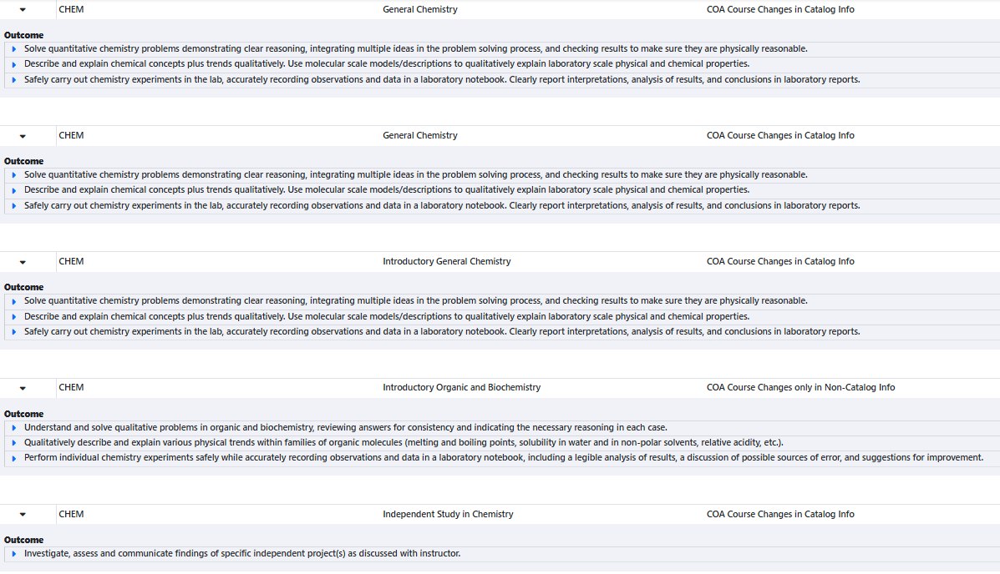 CHEM General Chemistry COA Course Changes in Catalog Info
Outcome
Solve quantitative chemistry problems demonstrating clear reasoning, integrating multiple ideas in the problem solving process, and checking results to make sure they are physically reasonable.
Describe and explain chemical concepts plus trends qualitatively. Use molecular scale models/descriptions to qualitatively explain laboratory scale physical and chemical properties.
Safely carry out chemistry experiments in the lab, accurately recording observations and data in a laboratory notebook. Clearly report interpretations, analysis of results, and conclusions in laboratory reports.
CHEM General Chemistry COA Course Changes in Catalog Info
Outcome
Solve quantitative chemistry problems demonstrating clear reasoning, integrating multiple ideas in the problem solving process, and checking results to make sure they are physically reasonable.
Describe and explain chemical concepts plus trends qualitatively. Use molecular scale models/descriptions to qualitatively explain laboratory scale physical and chemical properties.
Safely carry out chemistry experiments in the lab, accurately recording observations and data in a laboratory notebook. Clearly report interpretations, analysis of results, and conclusions in laboratory reports.
CHEM Introductory General Chemistry COA Course Changes in Catalog Info
Outcome
Solve quantitative chemistry problems demonstrating clear reasoning, integrating multiple ideas in the problem solving process, and checking results to make sure they are physically reasonable.
Describe and explain chemical concepts plus trends qualitatively. Use molecular scale models/descriptions to qualitatively explain laboratory scale physical and chemical properties.
Safely carry out chemistry experiments in the lab, accurately recording observations and data in a laboratory notebook. Clearly report interpretations, analysis of results, and conclusions in laboratory reports.
CHEM Introductory Organic and Biochemistry COA Course Changes only in Non-Catalog Info
Outcome
Understand and solve qualitative problems in organic and biochemistry, reviewing answers for consistency and indicating the necessary reasoning in each case.
Qualitatively describe and explain various physical trends within families of organic molecules (melting and boiling points, solubility in water and in non-polar solvents, relative acidity, etc.).
Perform individual chemistry experiments safely while accurately recording observations and data in a laboratory notebook, including a legible analysis of results, a discussion of possible sources of error, and suggestions for improvement.
CHEM Independent Study in Chemistry COA Course Changes in Catalog Info
Outcome
Investigate, assess and communicate findings of specific independent project(s) as discussed with instructor.